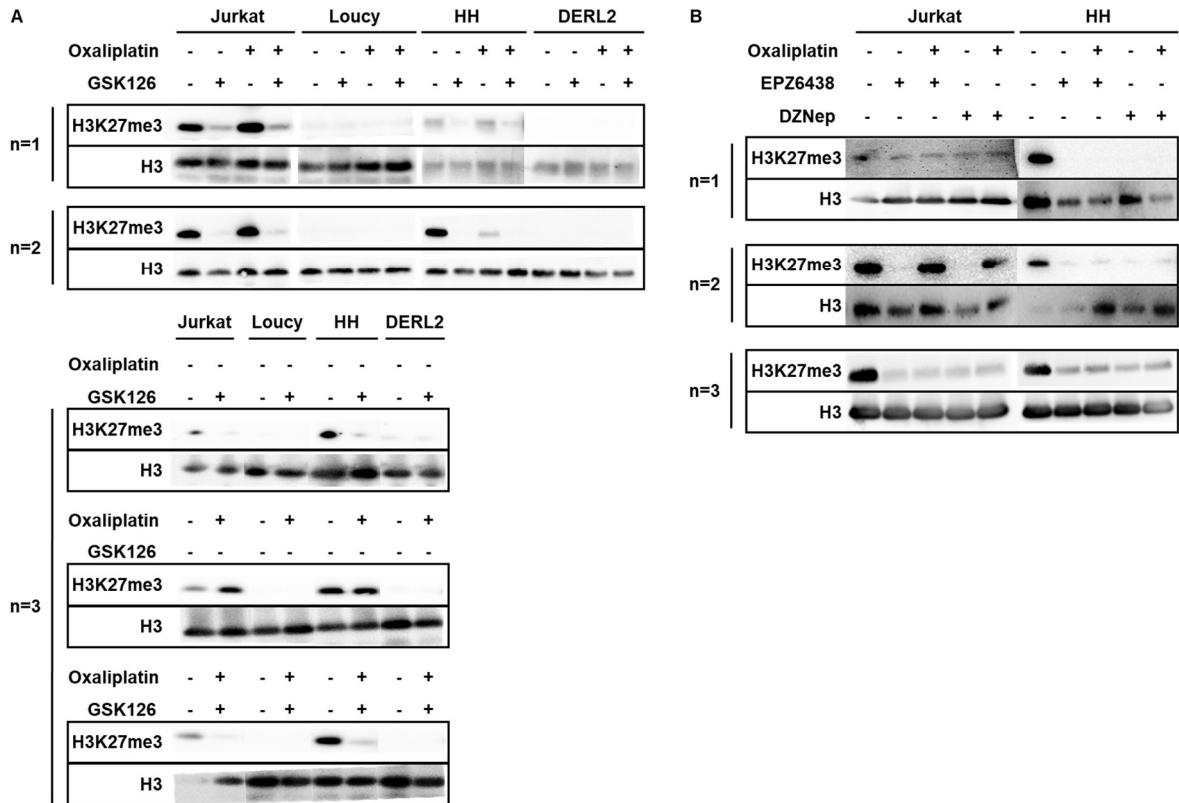 A
Jurkat Loucy HH DERL2
Oxaliplatin - - + + - - + + - - + + - - + +
GSK126 - + - + - + - + - + - + - + - +
n=1
H3K27me3
H3
n=2
H3K27me3
H3
Jurkat Loucy HH DERL2
Oxaliplatin - - - - - - - -
GSK126 - + - + - + - +
n=3
H3K27me3
H3
Oxaliplatin - + - + - + - +
GSK126 - - - - - - - -
H3K27me3
H3
Oxaliplatin - + - + - + - +
GSK126 - + - + - + - +
H3K27me3
H3
B
Jurkat HH
Oxaliplatin - - + - + - - + - +
EPZ6438 - + + - - - + + - -
DZNep - - - + + - - - + +
n=1
H3K27me3
H3
n=2
H3K27me3
H3
n=3
H3K27me3
H3